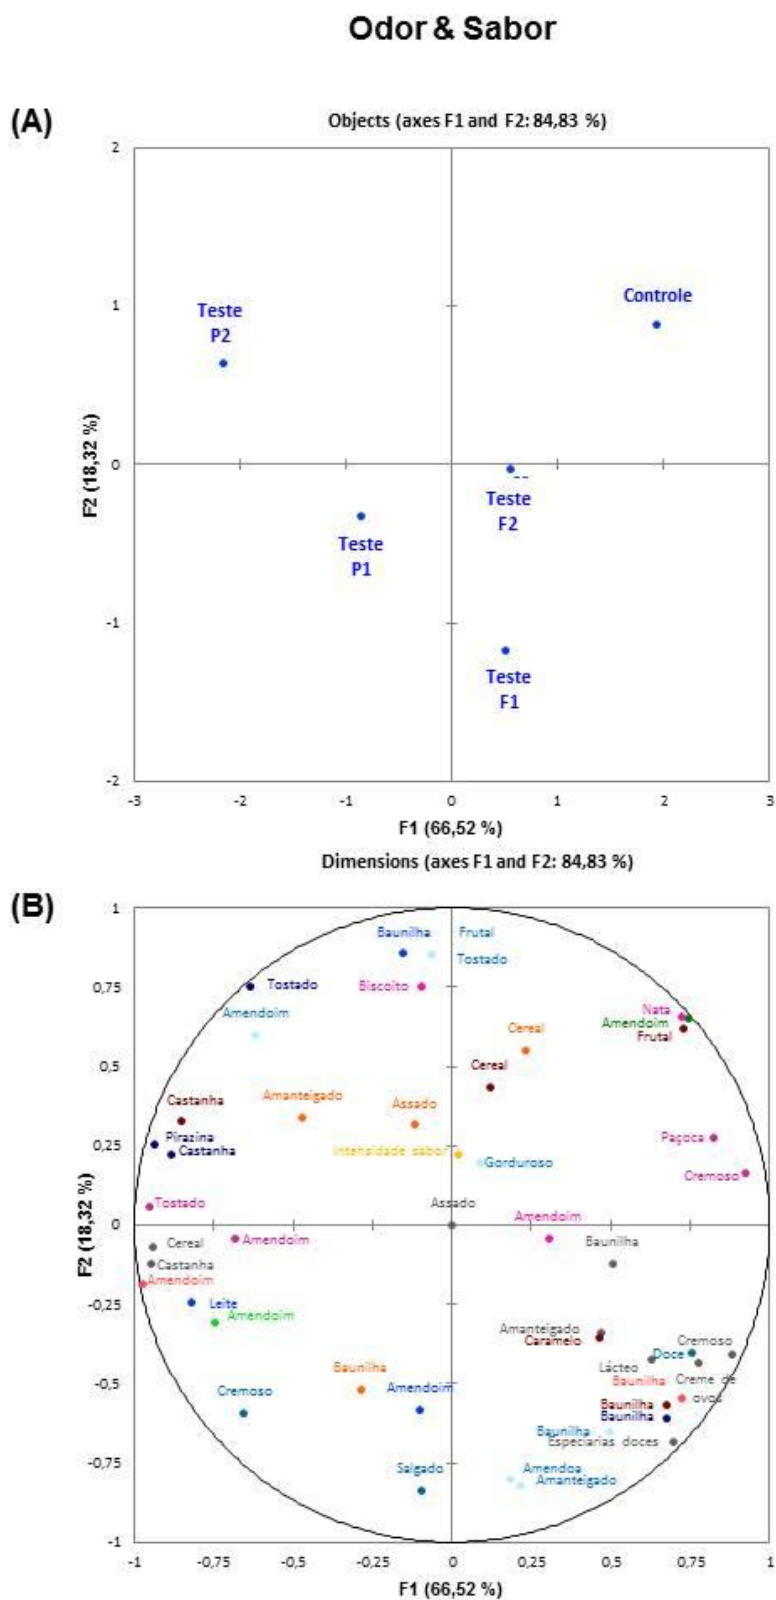 Odor & Sabor
(A)
Objects (axes F1 and F2: 84,83 %)
2
Controle
Teste
P2
1
F2 (18,32 %)
0
Teste
F2
Teste
P1
-1
Teste
F1
-2
-3 -2 -1 0 1 2 3
F1 (66,52 %)
Dimensions (axes F1 and F2: 84,83 %)
(B)
1
Baunilha Frutal
Tostado
Tostado Biscoito
0,75
Amendoim Nata
Amendoim
Cereal Frutal
0,5
Cereal
Amanteigado
Castanha Assado
Pirazina Paçoca
0,25
Castanha Intensidade sabor
Gorduroso Cremoso
Tostado Assado
Amendoim
F2 (18,32 %)
0
Cereal Amendoim Baunilha
Castanha
Amendoim
-0,25
Leite
Amendoim
Amanteigado
Caramelo Cremoso
Doce
Lácteo
Baunilha Creme de
-0,5
Baunilha
Cremoso Amendoim ovos
Baunilha
Baunilha
Baunilha
Especiarias doces
-0,75
Salgado Amendoa
Amanteigado
-1
-1 -0,75 -0,5 -0,25 0 0,25 0,5 0,75 1
F1 (66,52 %)